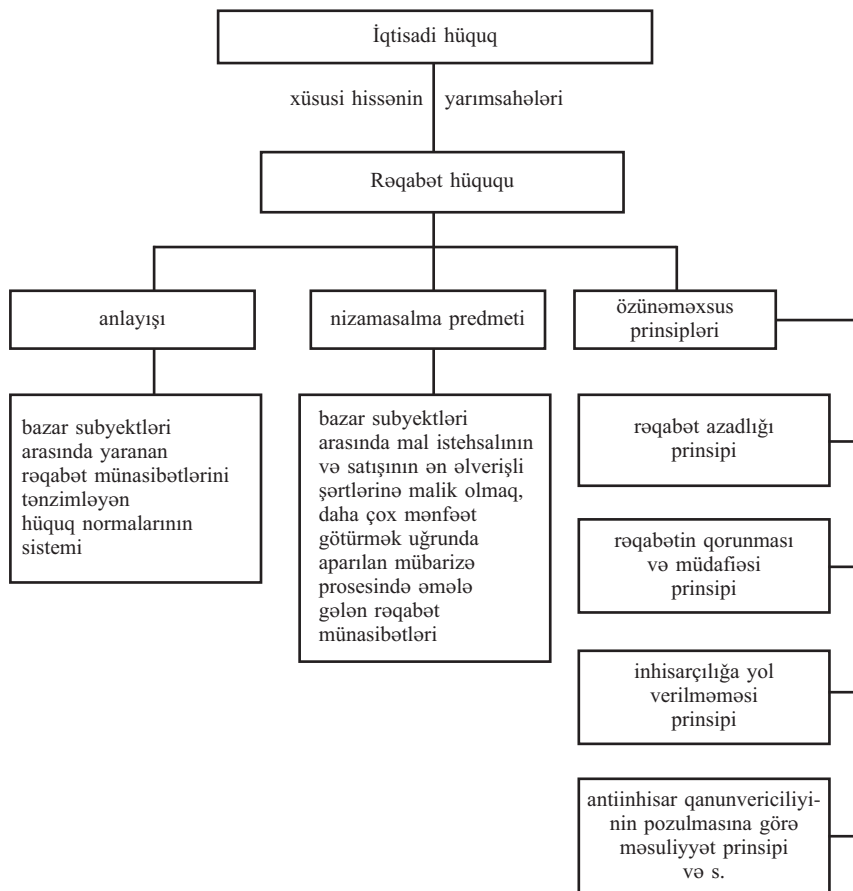 İqtisadi hüquq
xüsusi hissənin yarımsahələri
Rəqabət hüququ
anlayışı
bazar subyektləri
arasında yaranan
rəqabət münasibətlərini
tənzimləyən
hüquq normalarının
sistemi
nizamasalma predmeti
bazar subyektləri
arasında mal istehsalının
və satışının ən əlverişli
şərtlərinə malik olmaq,
daha çox mənfəət
götürmək uğrunda
aparılan mübarizə
prosesində əmələ
gələn rəqabət
münasibətləri
özünəməxsus
prinsipləri
rəqabət azadlığı
prinsipi
rəqabətin qorunması
və müdafiəsi
prinsipi
inhisarçılığa yol
verilməməsi
prinsipi
antiinhisar qanunvericiliyi-
nin pozulmasına görə
məsuliyyət prinsipi
və s.